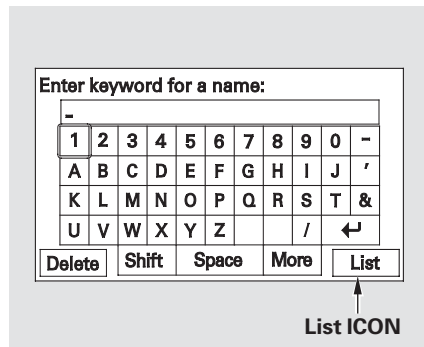 Enter keyword for a name:
-
1 2 3 4 5 6 7 8 9 0 -
A B C D E F G H I J '
K L M N O P Q R S T &
U V W X Y Z / ↵
Delete Shift Space More List
List ICON